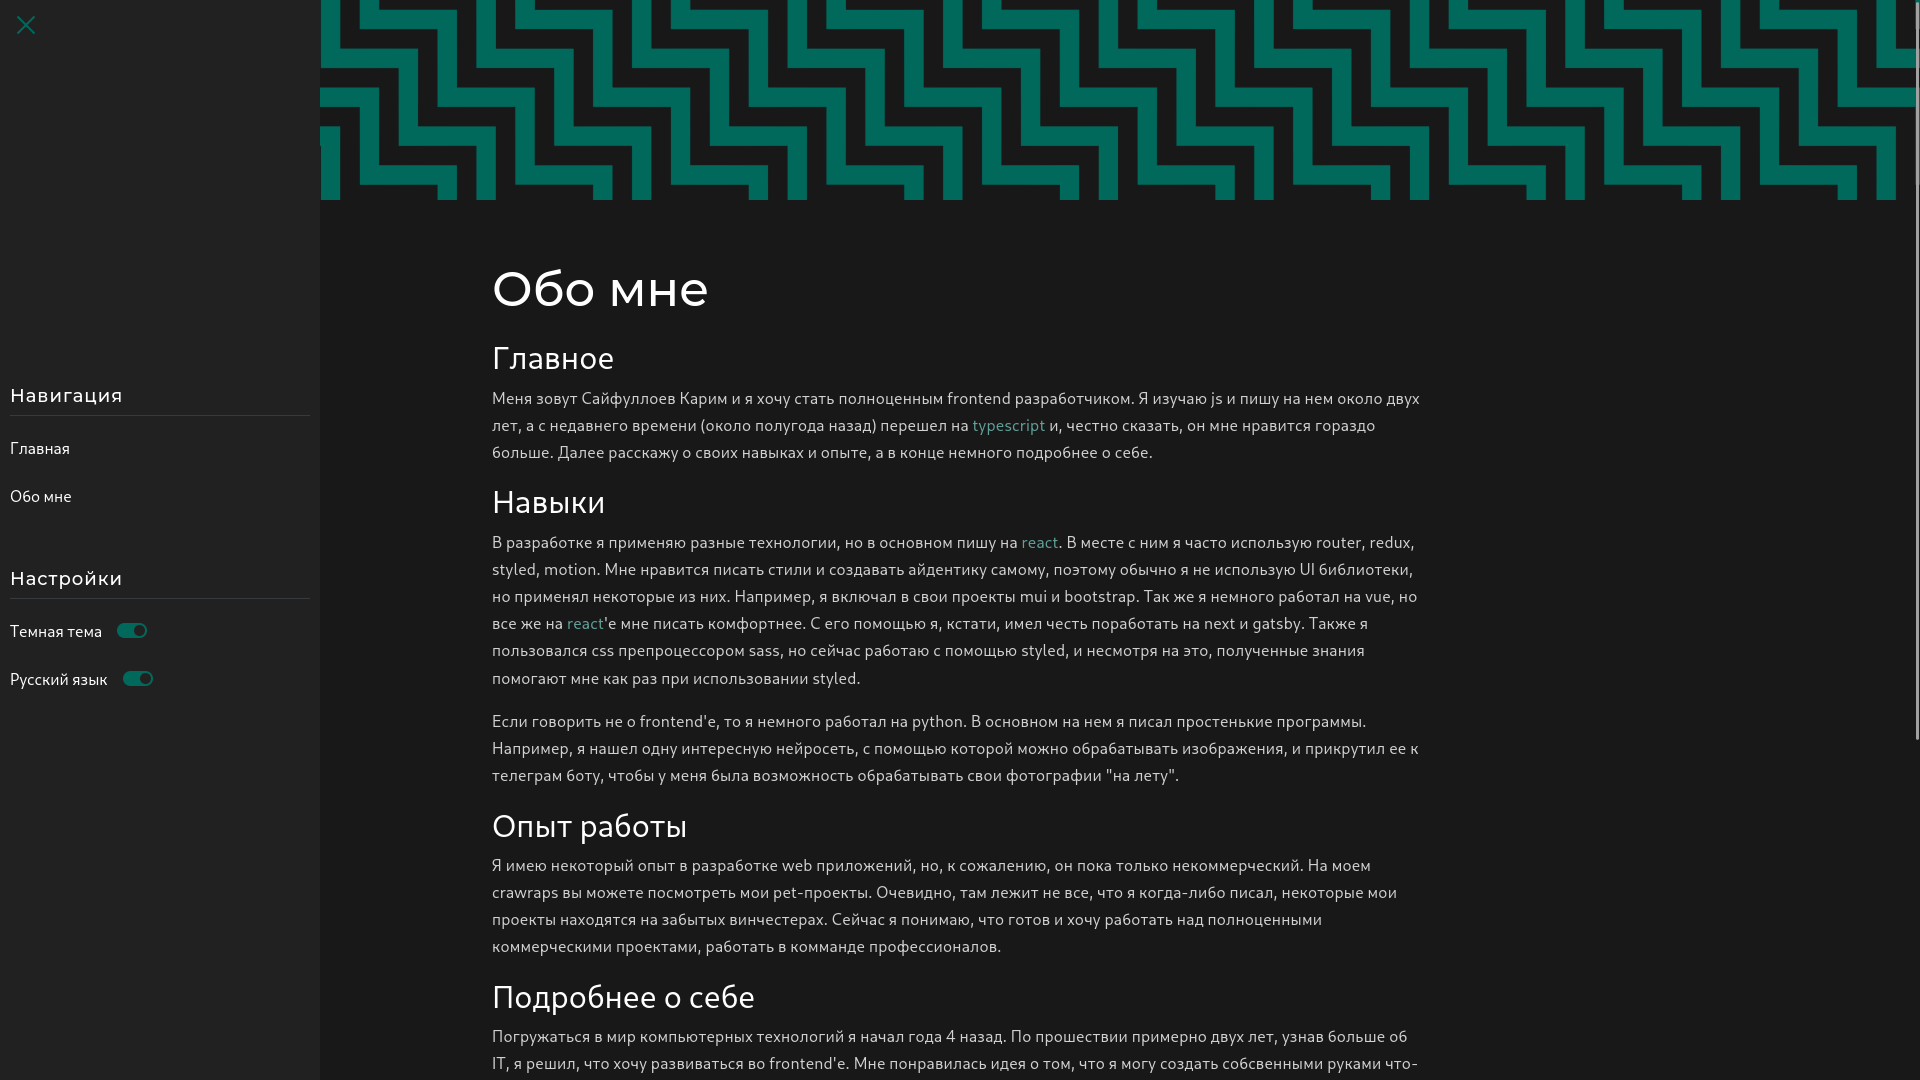 Навигация
Главная
Обо мне
Настройки
Темная тема
Русский язык
Обо мне
Главное
Меня зовут Сайфуллоев Карим и я хочу стать полноценным frontend разработчиком. Я изучаю js и пишу на нем около двух
лет, а с недавнего времени (около полугода назад) перешел на typescript и, честно сказать, он мне нравится гораздо
больше. Далее расскажу о своих навыках и опыте, а в конце немного подробнее о себе.
Навыки
В разработке я применяю разные технологии, но в основном пишу на react. В месте с ним я часто использую router, redux,
styled, motion. Мне нравится писать стили и создавать айдентику самому, поэтому обычно я не использую UI библиотеки,
но применял некоторые из них. Например, я включал в свои проекты mui и bootstrap. Так же я немного работал на vue, но
все же на react'е мне писать комфортнее. С его помощью я, кстати, имел честь поработать на next и gatsby. Также я
пользовался css препроцессором sass, но сейчас работаю с помощью styled, и несмотря на это, полученные знания
помогают мне как раз при использовании styled.
Если говорить не о frontend'е, то я немного работал на python. В основном на нем я писал простенькие программы.
Например, я нашел одну интересную нейросеть, с помощью которой можно обрабатывать изображения, и прикрутил ее к
телеграм боту, чтобы у меня была возможность обрабатывать свои фотографии "на лету".
Опыт работы
Я имею некоторый опыт в разработке web приложений, но, к сожалению, он пока только некоммерческий. На моем
crawraps вы можете посмотреть мои pet-проекты. Очевидно, там лежит не все, что я когда-либо писал, некоторые мои
проекты находятся на забытых винчестерах. Сейчас я понимаю, что готов и хочу работать над полноценными
коммерческими проектами, работать в комманде профессионалов.
Подробнее о себе
Погружаться в мир компьютерных технологий я начал года 4 назад. По прошествии примерно двух лет, узнав больше об
IT, я решил, что хочу развиваться во frontend'е. Мне понравилась идея о том, что я могу создать собсвенными руками что-